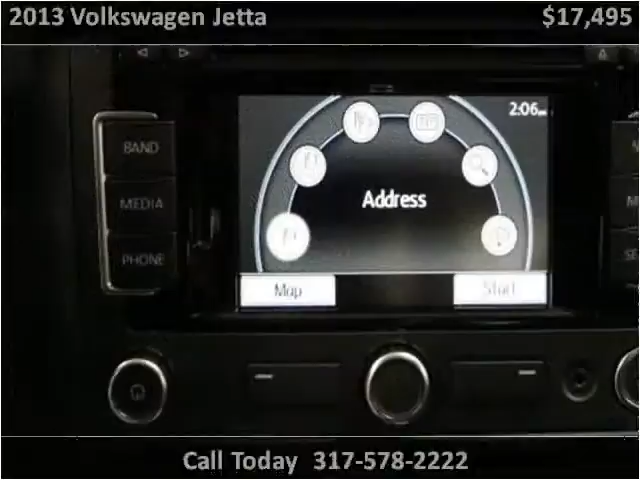 2013 Volkswagen Jetta $17,495
2:06
BAND
MEDIA
PHONE
Address
Map Start
Call Today 317-578-2222